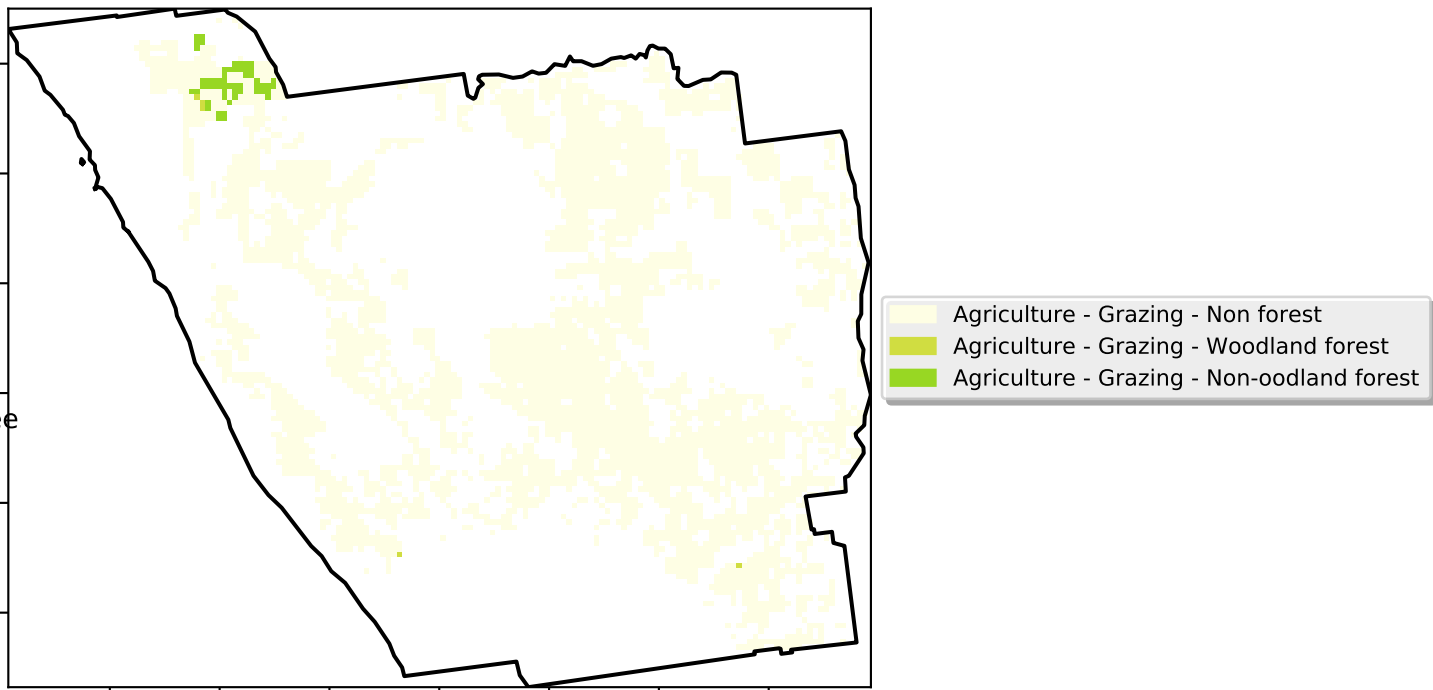 Agriculture - Grazing - Non forest
Agriculture - Grazing - Woodland forest
Agriculture - Grazing - Non-oodland forest